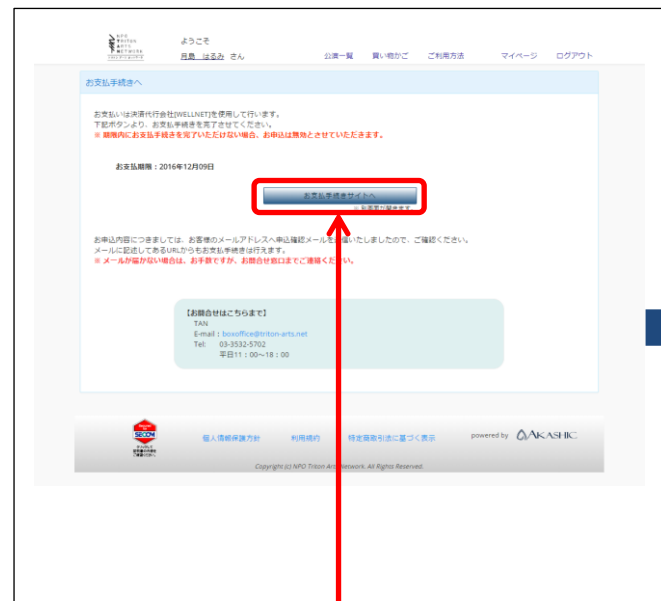 NPO
TRITON
ARTS
NETWORK
ようこそ
月島 はるみ さん
公演一覧 買い物かご ご利用方法 マイページ ログアウト
お支払手続きへ
お支払いは決済代行会社[WELLNET]を使用して行います。
下記ボタンより、お支払手続きを完了させてください。
※ 期限内にお支払手続きを完了いただけない場合、お申込は無効とさせていただきます。
お支払期限：2016年12月09日
お支払手続きサイトへ
※ 別画面が開きます。
お申込内容につきましては、お客様のメールアドレスへ申込確認メールを送信いたしましたので、ご確認ください。
メールに記述してあるURLからもお支払手続きは行えます。
※ メールが届かない場合は、お手数ですが、お問合せ窓口までご連絡ください。
【お問合せはこちらまで】
TAN
E-mail：boxoffice@triton-arts.net
Tel: 03-3532-5702
平日11：00～18：00
SECOM
個人情報保護方針 利用規約 特定商取引法に基づく表示 powered by AKASHIC
Copyright (c) NPO Triton Arts Network. All Rights Reserved.